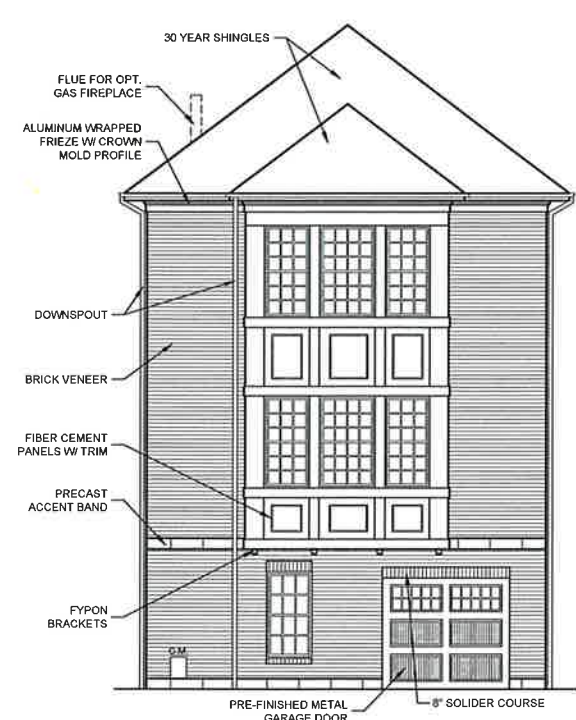 30 YEAR SHINGLES
FLUE FOR OPT.
GAS FIREPLACE
ALUMINUM WRAPPED
FRIEZE W/ CROWN
MOLD PROFILE
DOWNSPOUT
BRICK VENEER
FIBER CEMENT
PANELS W/ TRIM
PRECAST
ACCENT BAND
FYPON
BRACKETS
G.M.
PRE-FINISHED METAL
GARAGE DOOR
8" SOLIDER COURSE